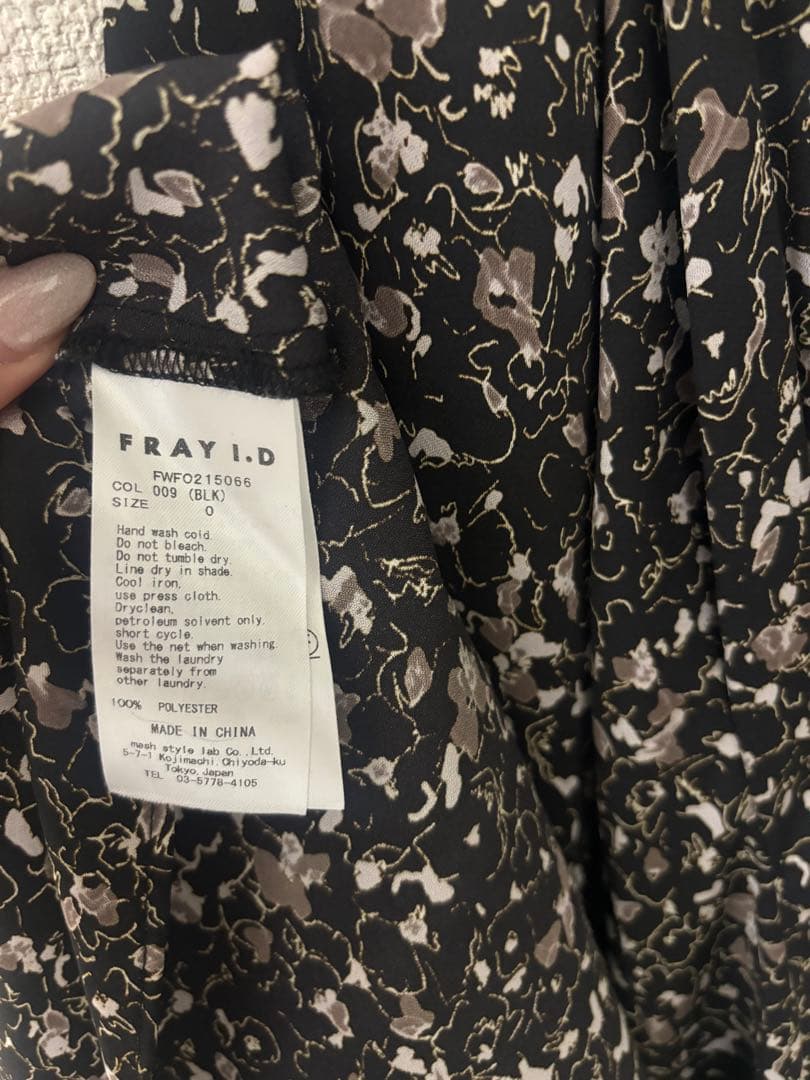 FRAY I.D
FWFO215066
COL 009 (BLK)
SIZE 0
Hand wash cold.
Do not bleach.
Do not tumble dry.
Line dry in shade.
Cool iron,
use press cloth.
Dryclean,
petroleum solvent only.
short cycle.
Use the net when washing.
Wash the laundry
separately from
other laundry.
100% POLYESTER
MADE IN CHINA
mash style lab Co.,Ltd.
5-7-1 Kojimachi, Chiyoda-ku
Tokyo, Japan
TEL 03-5778-4105